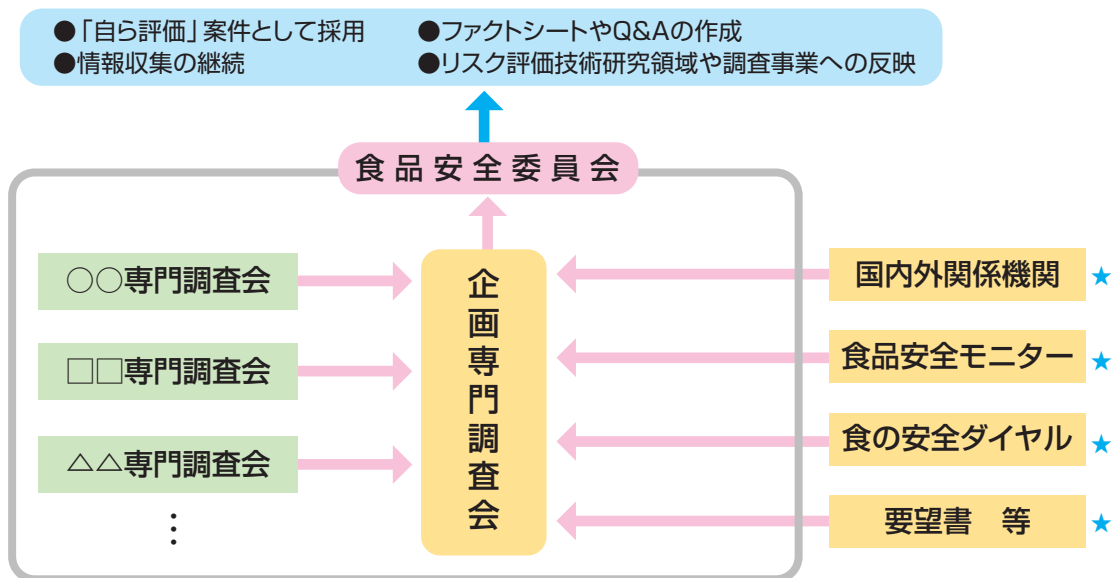 ●「自ら評価」案件として採用 ●ファクトシートやQ&Aの作成
●情報収集の継続 ●リスク評価技術研究領域や調査事業への反映
食品安全委員会
○○専門調査会
□□専門調査会
△△専門調査会
⋮
企画専門調査会
国内外関係機関 ★
食品安全モニター ★
食の安全ダイヤル ★
要望書 等 ★